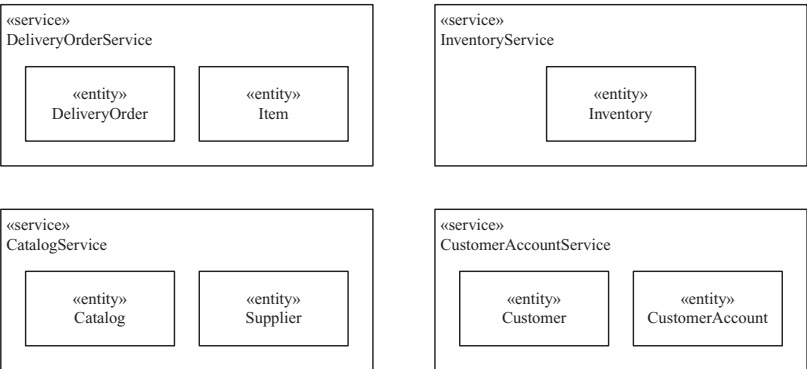 «service»
DeliveryOrderService
«entity»
DeliveryOrder
«entity»
Item
«service»
InventoryService
«entity»
Inventory
«service»
CatalogService
«entity»
Catalog
«entity»
Supplier
«service»
CustomerAccountService
«entity»
Customer
«entity»
CustomerAccount